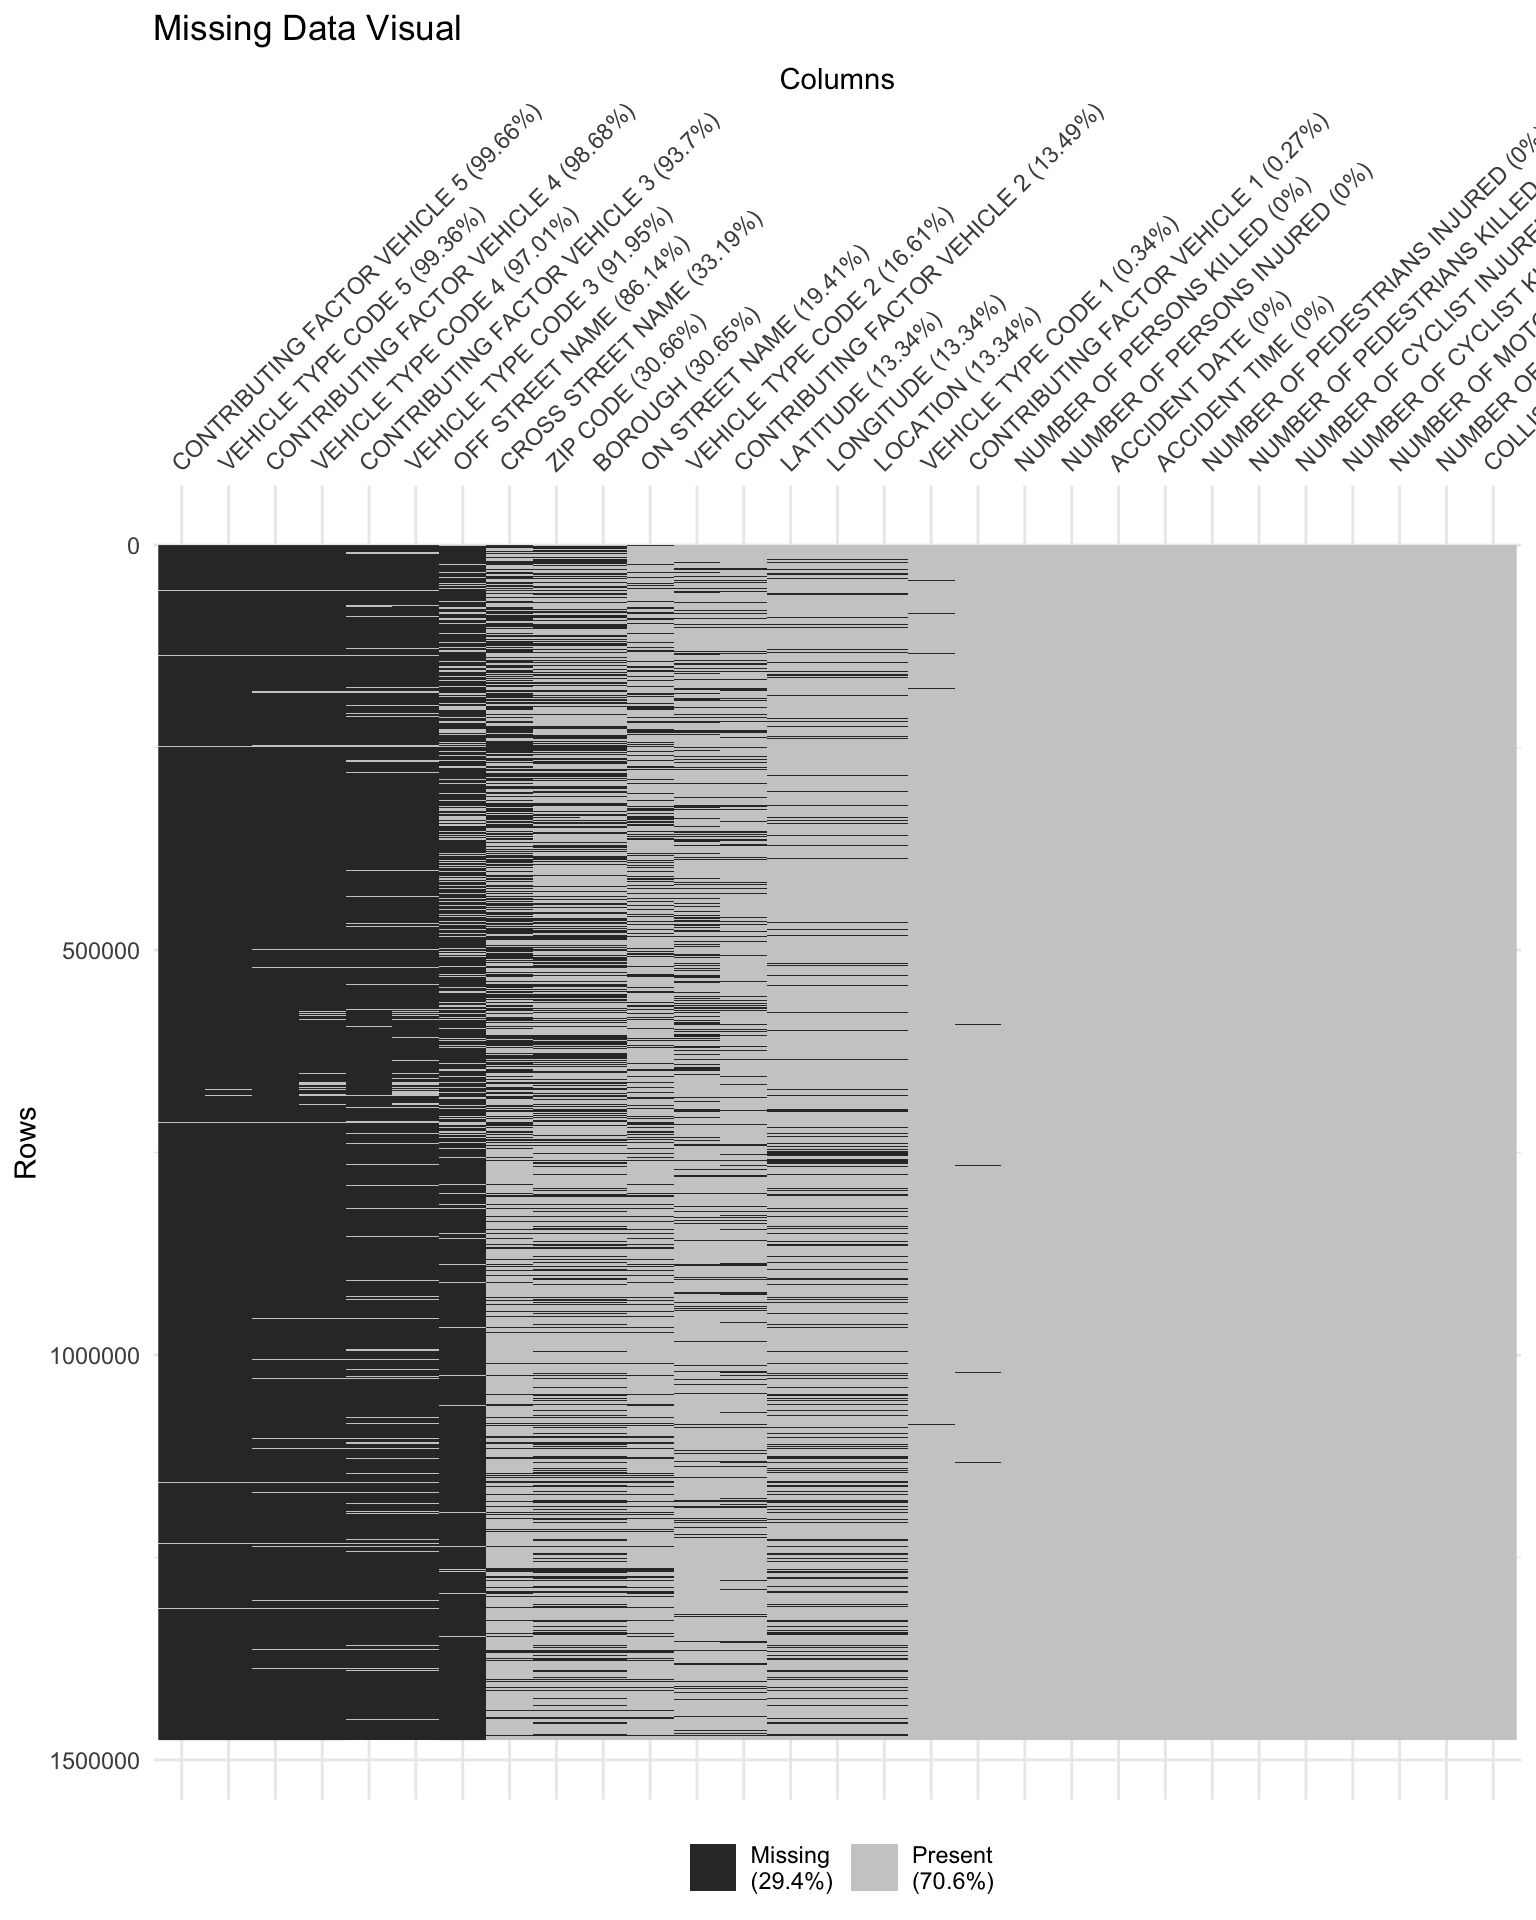 Missing Data Visual
Columns
CONTRIBUTING FACTOR VEHICLE 5 (99.66%)
VEHICLE TYPE CODE 5 (99.36%)
CONTRIBUTING FACTOR VEHICLE 4 (98.68%)
VEHICLE TYPE CODE 4 (97.01%)
CONTRIBUTING FACTOR VEHICLE 3 (93.7%)
VEHICLE TYPE CODE 3 (91.95%)
OFF STREET NAME (86.14%)
CROSS STREET NAME (33.19%)
ZIP CODE (30.66%)
BOROUGH (30.65%)
ON STREET NAME (19.41%)
VEHICLE TYPE CODE 2 (16.61%)
CONTRIBUTING FACTOR VEHICLE 2 (13.49%)
LATITUDE (13.34%)
LONGITUDE (13.34%)
LOCATION (13.34%)
VEHICLE TYPE CODE 1 (0.34%)
CONTRIBUTING FACTOR VEHICLE 1 (0.27%)
NUMBER OF PERSONS KILLED (0%)
NUMBER OF PERSONS INJURED (0%)
ACCIDENT DATE (0%)
ACCIDENT TIME (0%)
NUMBER OF PEDESTRIANS INJURED (0%
NUMBER OF PEDESTRIANS KILLED
NUMBER OF CYCLIST INJURE
NUMBER OF CYCLIST K
NUMBER OF MOT
NUMBER OF
COLLI
0
500000
1000000
1500000
Rows
Missing
(29.4%)
Present
(70.6%)